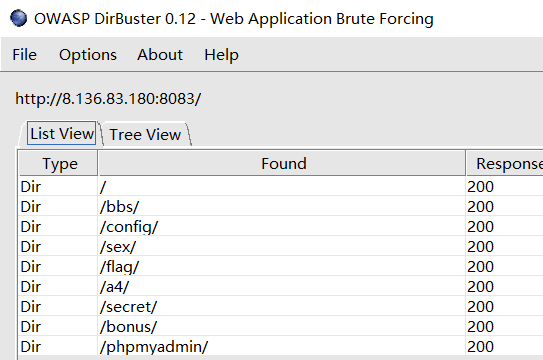 OWASP DirBuster 0.12 - Web Application Brute Forcing
File Options About Help
http://8.136.83.180:8083/
List View Tree View
Type Found Response
Dir / 200
Dir /bbs/ 200
Dir /config/ 200
Dir /sex/ 200
Dir /flag/ 200
Dir /a4/ 200
Dir /secret/ 200
Dir /bonus/ 200
Dir /phpmyadmin/ 200